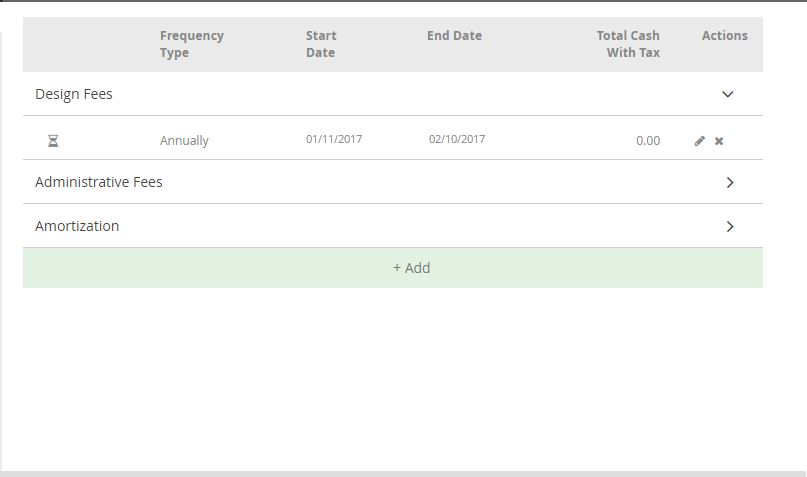 Frequency Type Start Date End Date Total Cash With Tax Actions
Design Fees
Annually 01/11/2017 02/10/2017 0.00
Administrative Fees
Amortization
+ Add